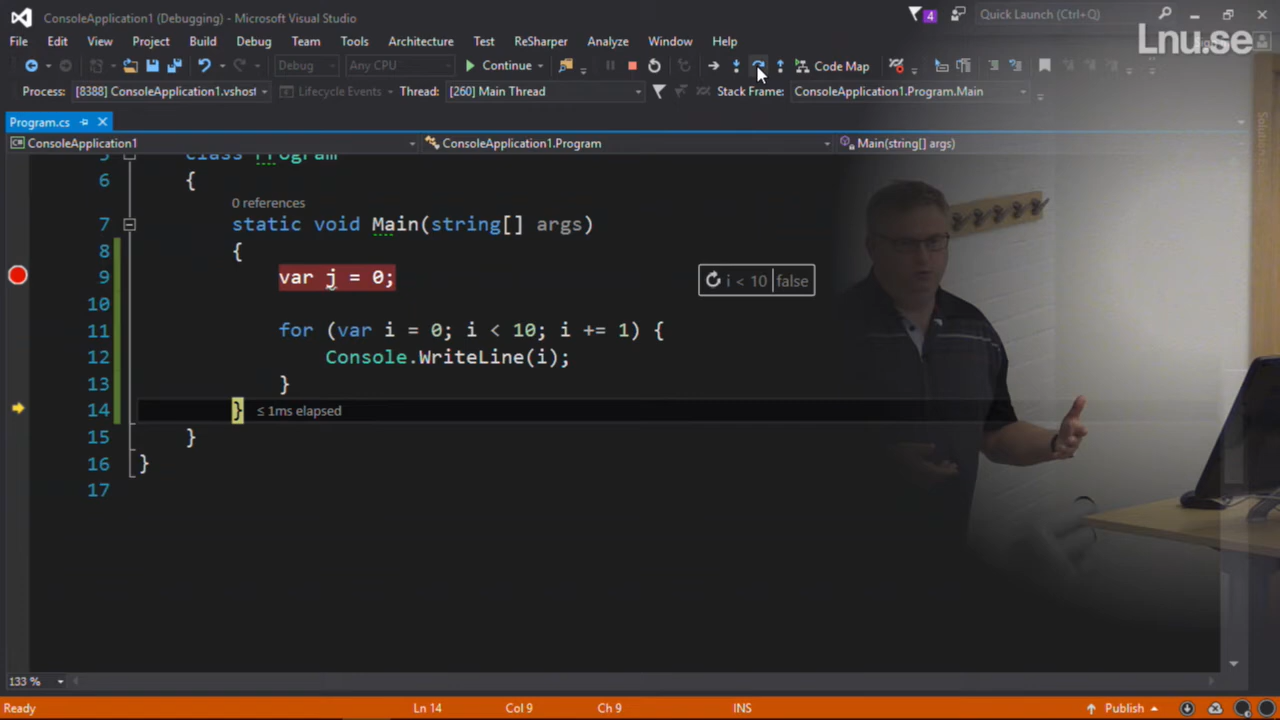 ConsoleApplication1 (Debugging) - Microsoft Visual Studio
4
Quick Launch (Ctrl+Q)
Lnu.se
File Edit View Project Build Debug Team Tools Architecture Test ReSharper Analyze Window Help
Debug Any CPU Continue Code Map
Process: [8388] ConsoleApplication1.vshost Lifecycle Events Thread: [260] Main Thread Stack Frame: ConsoleApplication1.Program.Main
Program.cs
ConsoleApplication1 ConsoleApplication1.Program Main(string[] args)
5 class Program
6 {
0 references
7 static void Main(string[] args)
8 {
9 var j = 0;
i < 10 false
10
11 for (var i = 0; i < 10; i += 1) {
12 Console.WriteLine(i);
13 }
14 } ≤ 1ms elapsed
15 }
16 }
17
133 %
Ready Ln 14 Col 9 Ch 9 INS Publish